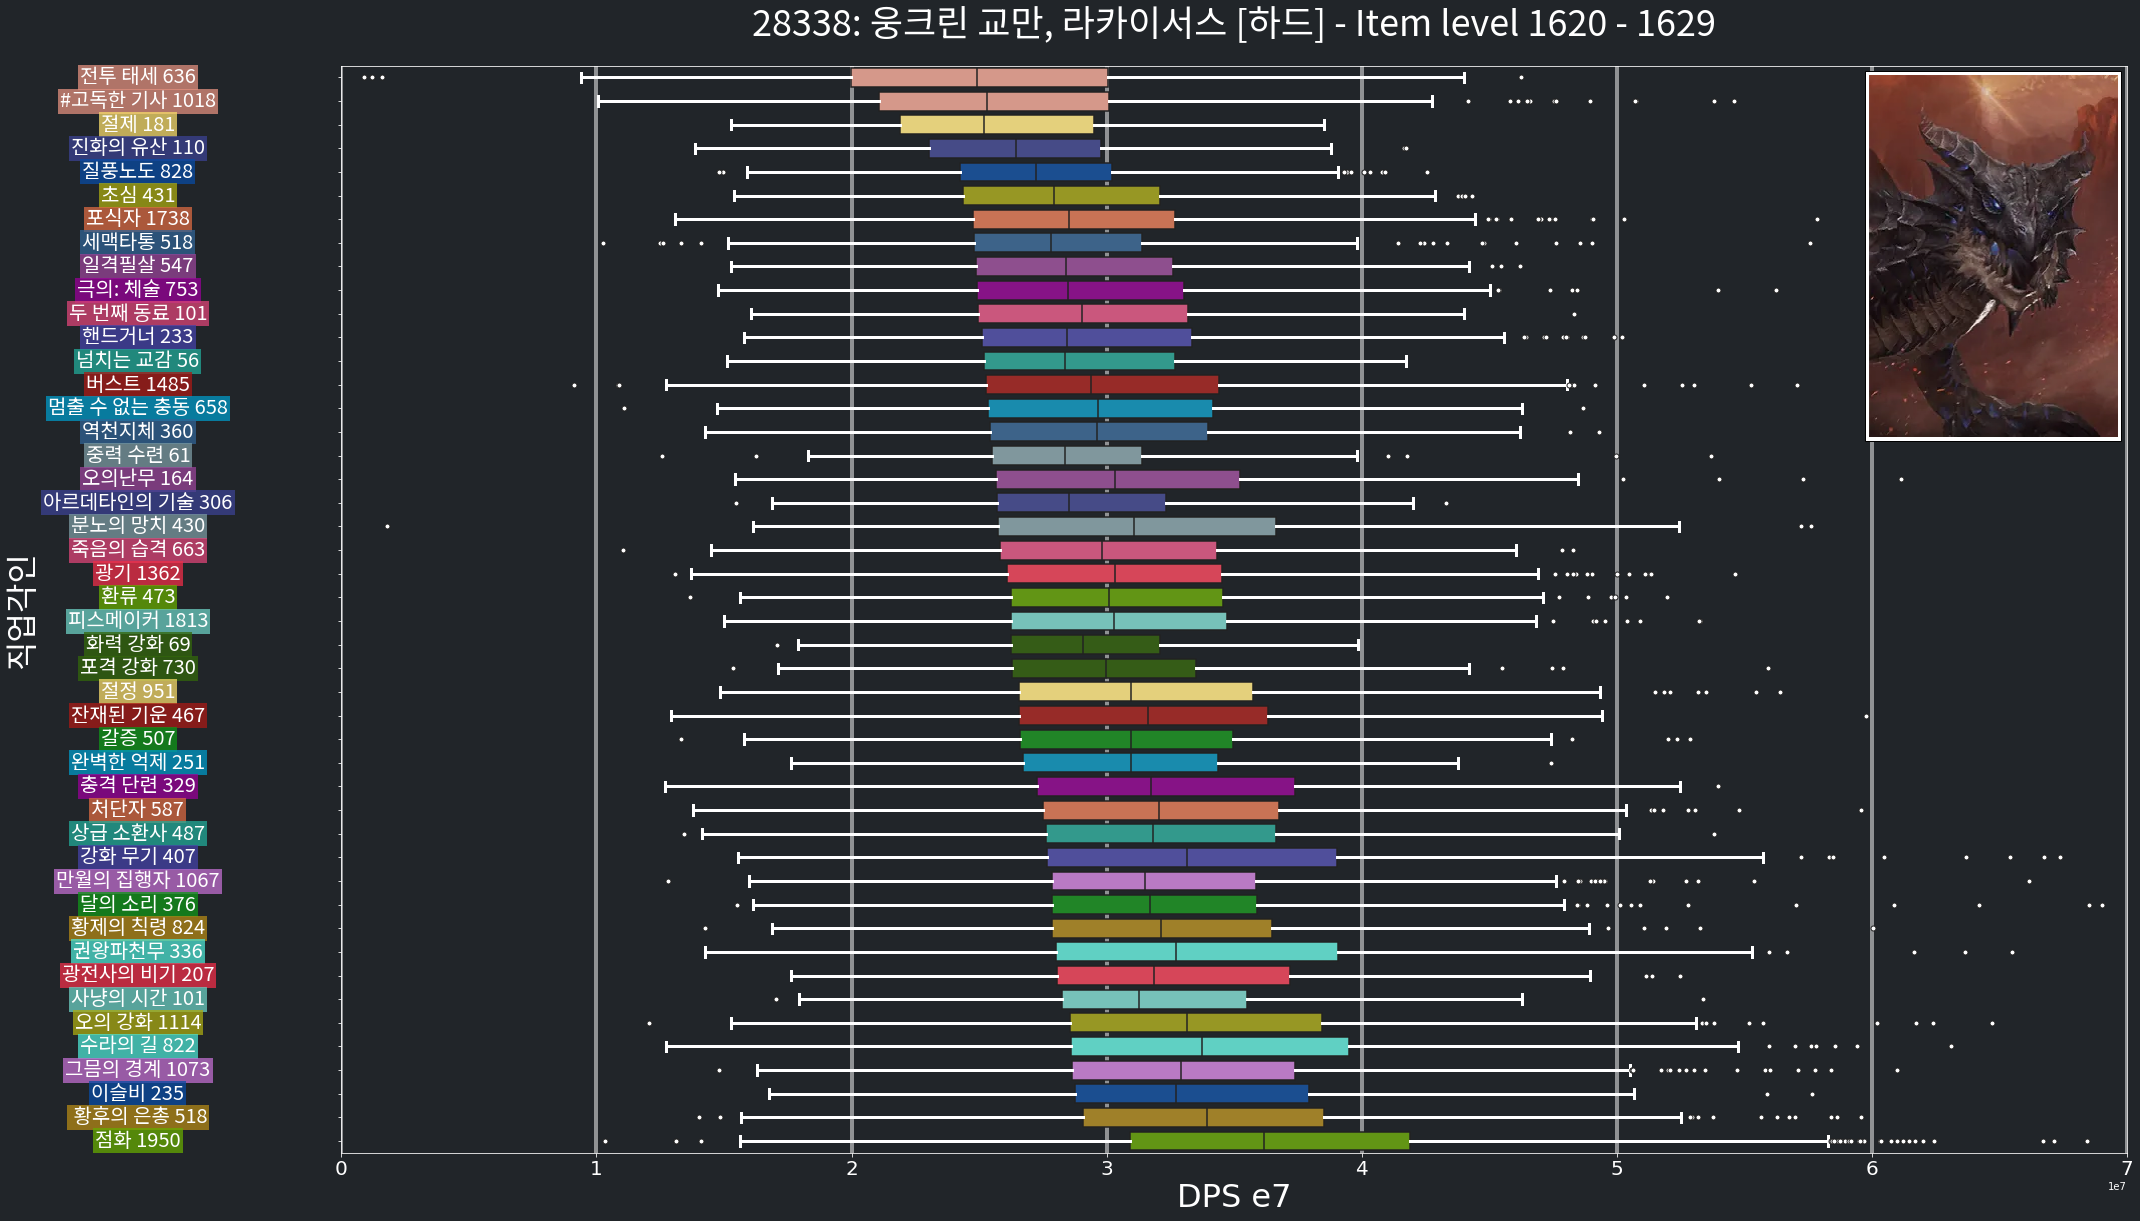 28338: 웅크린 교만, 라카이서스 [하드] - Item level 1620 - 1629
전투 태세 636
#고독한 기사 1018
절제 181
진화의 유산 110
질풍노도 828
초심 431
포식자 1738
세맥타통 518
일격필살 547
극의: 체술 753
두 번째 동료 101
핸드거너 233
넘치는 교감 56
버스트 1485
멈출 수 없는 충동 658
역천지체 360
중력 수련 61
오의난무 164
아르데타인의 기술 306
분노의 망치 430
죽음의 습격 663
광기 1362
환류 473
피스메이커 1813
화력 강화 69
포격 강화 730
절정 951
잔재된 기운 467
갈증 507
완벽한 억제 251
충격 단련 329
처단자 587
상급 소환사 487
강화 무기 407
만월의 집행자 1067
달의 소리 376
황제의 칙령 824
권왕파천무 336
광전사의 비기 207
사냥의 시간 101
오의 강화 1114
수라의 길 822
그믐의 경계 1073
이슬비 235
황후의 은총 518
점화 1950
직업각인
0 1 2 3 4 5 6 7
1e7
DPS e7